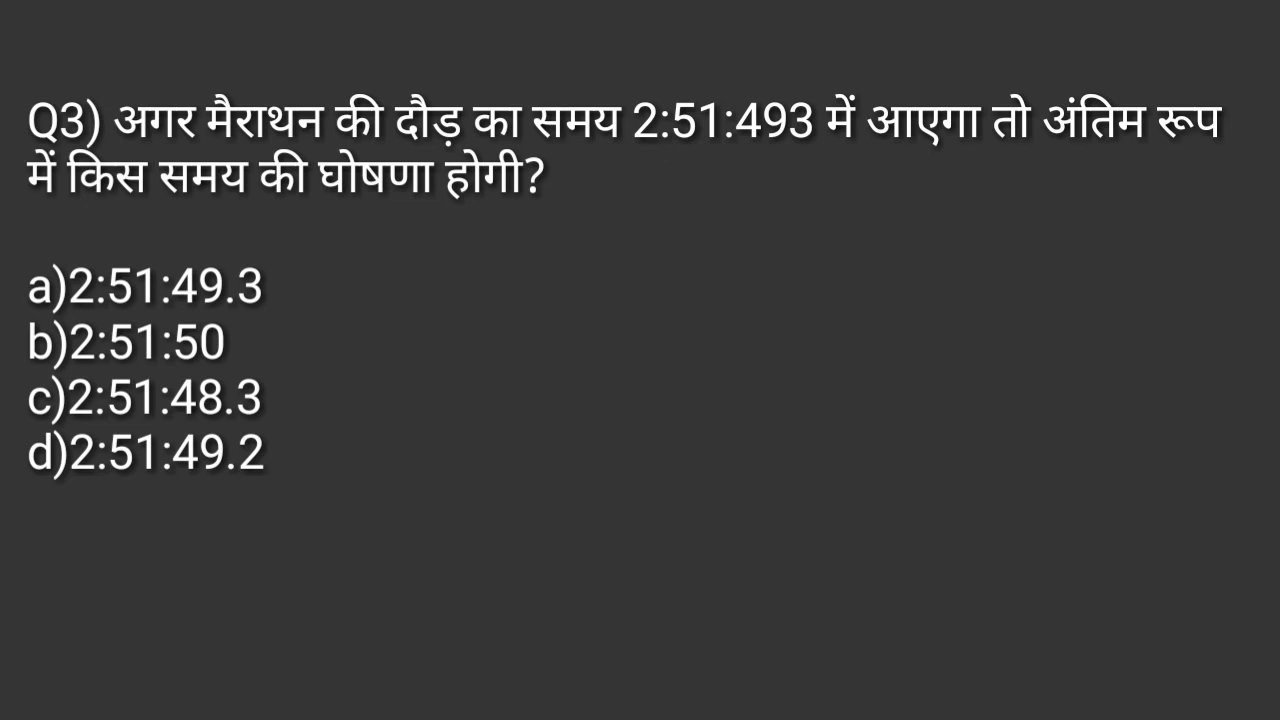 Q3) अगर मैराथन की दौड़ का समय 2:51:493 में आएगा तो अंतिम रूप
में किस समय की घोषणा होगी?
a)2:51:49.3
b)2:51:50
c)2:51:48.3
d)2:51:49.2